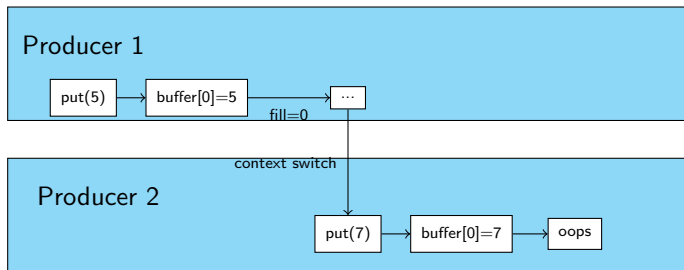 Producer 1
put(5)
buffer[0]=5
...
fill=0
context switch
Producer 2
put(7)
buffer[0]=7
oops